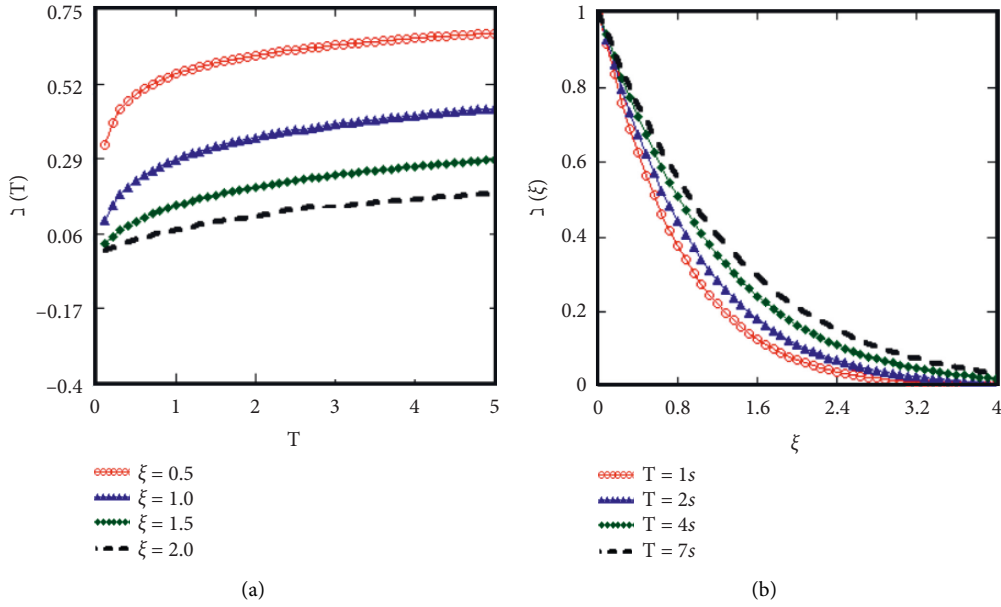 0.75
0.52
0.29
0.06
−0.17
−0.4
ℷ (T)
0 1 2 3 4 5
T
ξ = 0.5
ξ = 1.0
ξ = 1.5
ξ = 2.0
(a)
1
0.8
0.6
0.4
0.2
0
ℷ (ξ)
0 0.8 1.6 2.4 3.2 4
ξ
T = 1s
T = 2s
T = 4s
T = 7s
(b)